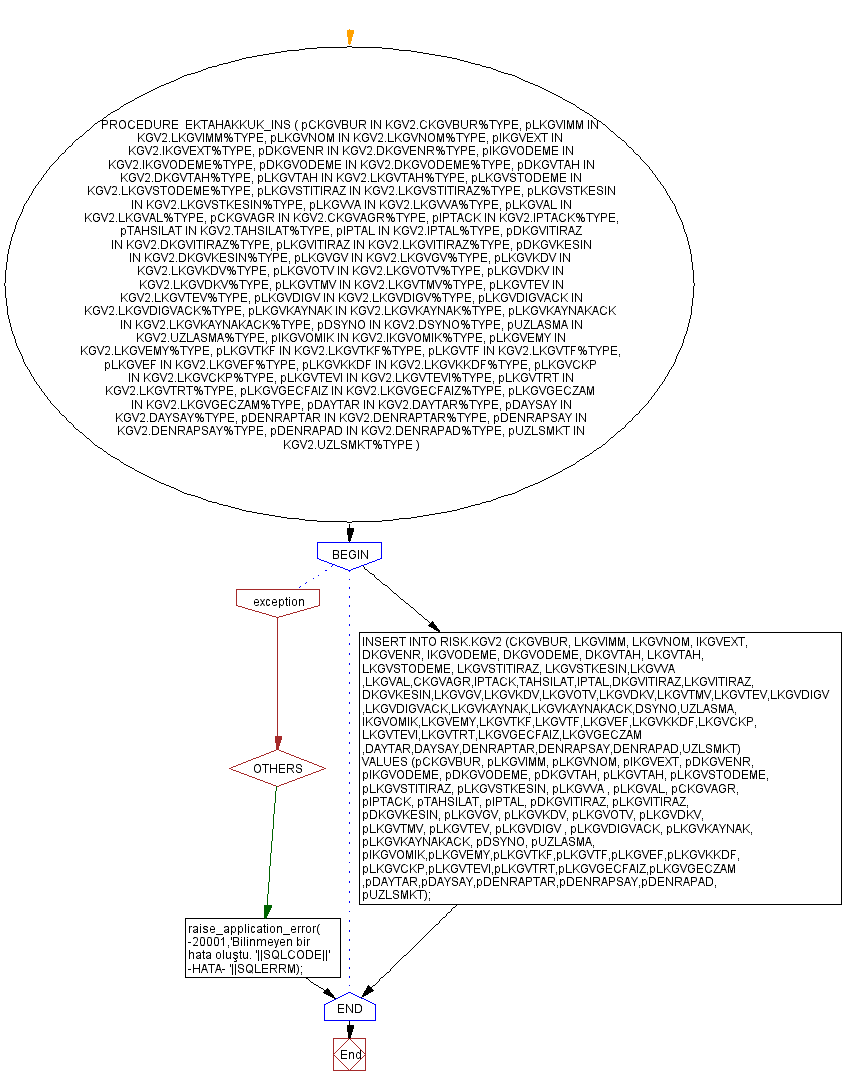 PROCEDURE EKTAHAKKUK_INS ( pCKGVBUR IN KGV2.CKGVBUR%TYPE, pLKGVIMM IN
KGV2.LKGVIMM%TYPE, pLKGVNOM IN KGV2.LKGVNOM%TYPE, pIKGVEXT IN
KGV2.IKGVEXT%TYPE, pDKGVENR IN KGV2.DKGVENR%TYPE, pIKGVODEME IN
KGV2.IKGVODEME%TYPE, pDKGVODEME IN KGV2.DKGVODEME%TYPE, pDKGVTAH IN
KGV2.DKGVTAH%TYPE, pLKGVTAH IN KGV2.LKGVTAH%TYPE, pLKGVSTODEME IN
KGV2.LKGVSTODEME%TYPE, pLKGVSTITIRAZ IN KGV2.LKGVSTITIRAZ%TYPE, pLKGVSTKESIN
IN KGV2.LKGVSTKESIN%TYPE, pLKGVVA IN KGV2.LKGVVA%TYPE, pLKGVAL IN
KGV2.LKGVAL%TYPE, pCKGVAGR IN KGV2.CKGVAGR%TYPE, pIPTACK IN KGV2.IPTACK%TYPE,
pTAHSILAT IN KGV2.TAHSILAT%TYPE, pIPTAL IN KGV2.IPTAL%TYPE, pDKGVITIRAZ
IN KGV2.DKGVITIRAZ%TYPE, pLKGVITIRAZ IN KGV2.LKGVITIRAZ%TYPE, pDKGVKESIN
IN KGV2.DKGVKESIN%TYPE, pLKGVGV IN KGV2.LKGVGV%TYPE, pLKGVKDV IN
KGV2.LKGVKDV%TYPE, pLKGVOTV IN KGV2.LKGVOTV%TYPE, pLKGVDKV IN
KGV2.LKGVDKV%TYPE, pLKGVTMV IN KGV2.LKGVTMV%TYPE, pLKGVTEV IN
KGV2.LKGVTEV%TYPE, pLKGVDIGV IN KGV2.LKGVDIGV%TYPE, pLKGVDIGVACK IN
KGV2.LKGVDIGVACK%TYPE, pLKGVKAYNAK IN KGV2.LKGVKAYNAK%TYPE, pLKGVKAYNAKACK
IN KGV2.LKGVKAYNAKACK%TYPE, pDSYNO IN KGV2.DSYNO%TYPE, pUZLASMA IN
KGV2.UZLASMA%TYPE, pIKGVOMIK IN KGV2.IKGVOMIK%TYPE, pLKGVEMY IN
KGV2.LKGVEMY%TYPE, pLKGVTKF IN KGV2.LKGVTKF%TYPE, pLKGVTF IN KGV2.LKGVTF%TYPE,
pLKGVEF IN KGV2.LKGVEF%TYPE, pLKGVKKDF IN KGV2.LKGVKKDF%TYPE, pLKGVCKP
IN KGV2.LKGVCKP%TYPE, pLKGVTEVI IN KGV2.LKGVTEVI%TYPE, pLKGVTRT IN
KGV2.LKGVTRT%TYPE, pLKGVGECFAIZ IN KGV2.LKGVGECFAIZ%TYPE, pLKGVGECZAM
IN KGV2.LKGVGECZAM%TYPE, pDAYTAR IN KGV2.DAYTAR%TYPE, pDAYSAY IN
KGV2.DAYSAY%TYPE, pDENRAPTAR IN KGV2.DENRAPTAR%TYPE, pDENRAPSAY IN
KGV2.DENRAPSAY%TYPE, pDENRAPAD IN KGV2.DENRAPAD%TYPE, pUZLSMKT IN
KGV2.UZLSMKT%TYPE )
BEGIN
exception
INSERT INTO RISK.KGV2 (CKGVBUR, LKGVIMM, LKGVNOM, IKGVEXT,
DKGVENR, IKGVODEME, DKGVODEME, DKGVTAH, LKGVTAH,
LKGVSTODEME, LKGVSTITIRAZ, LKGVSTKESIN,LKGVVA
,LKGVAL,CKGVAGR,IPTACK,TAHSILAT,IPTAL,DKGVITIRAZ,LKGVITIRAZ,
DKGVKESIN,LKGVGV,LKGVKDV,LKGVOTV,LKGVDKV,LKGVTMV,LKGVTEV,LKGVDIGV
,LKGVDIGVACK,LKGVKAYNAK,LKGVKAYNAKACK,DSYNO,UZLASMA,
IKGVOMIK,LKGVEMY,LKGVTKF,LKGVTF,LKGVEF,LKGVKKDF,LKGVCKP,
LKGVTEVI,LKGVTRT,LKGVGECFAIZ,LKGVGECZAM
,DAYTAR,DAYSAY,DENRAPTAR,DENRAPSAY,DENRAPAD,UZLSMKT)
VALUES (pCKGVBUR, pLKGVIMM, pLKGVNOM, pIKGVEXT, pDKGVENR,
pIKGVODEME, pDKGVODEME, pDKGVTAH, pLKGVTAH, pLKGVSTODEME,
pLKGVSTITIRAZ, pLKGVSTKESIN, pLKGVVA , pLKGVAL, pCKGVAGR,
pIPTACK, pTAHSILAT, pIPTAL, pDKGVITIRAZ, pLKGVITIRAZ,
pDKGVKESIN, pLKGVGV, pLKGVKDV, pLKGVOTV, pLKGVDKV,
pLKGVTMV, pLKGVTEV, pLKGVDIGV , pLKGVDIGVACK, pLKGVKAYNAK,
pLKGVKAYNAKACK, pDSYNO, pUZLASMA,
pIKGVOMIK,pLKGVEMY,pLKGVTKF,pLKGVTF,pLKGVEF,pLKGVKKDF,
pLKGVCKP,pLKGVTEVI,pLKGVTRT,pLKGVGECFAIZ,pLKGVGECZAM
,pDAYTAR,pDAYSAY,pDENRAPTAR,pDENRAPSAY,pDENRAPAD,
pUZLSMKT);
OTHERS
raise_application_error(
-20001,'Bilinmeyen bir
hata oluştu. '||SQLCODE||'
-HATA- '||SQLERRM);
END
End